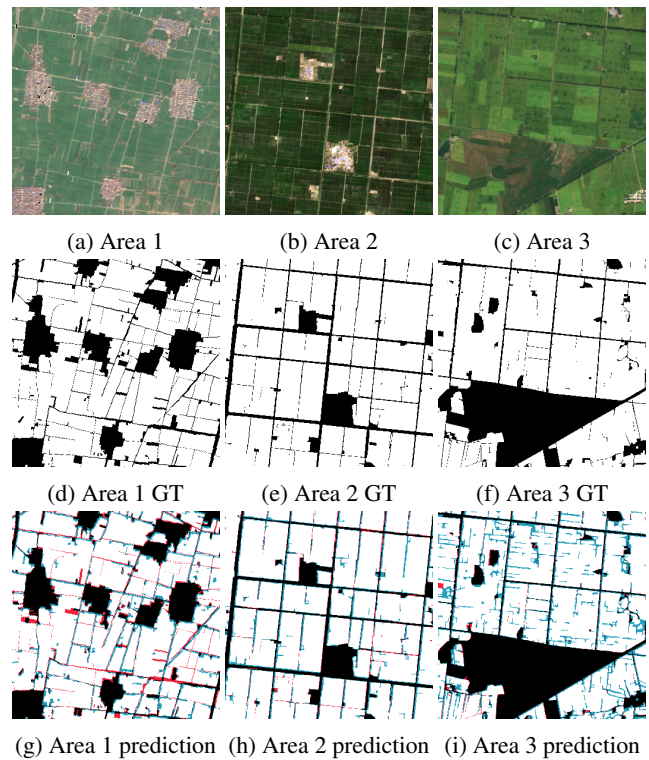 (a) Area 1
(b) Area 2
(c) Area 3
(d) Area 1 GT
(e) Area 2 GT
(f) Area 3 GT
(g) Area 1 prediction
(h) Area 2 prediction
(i) Area 3 prediction